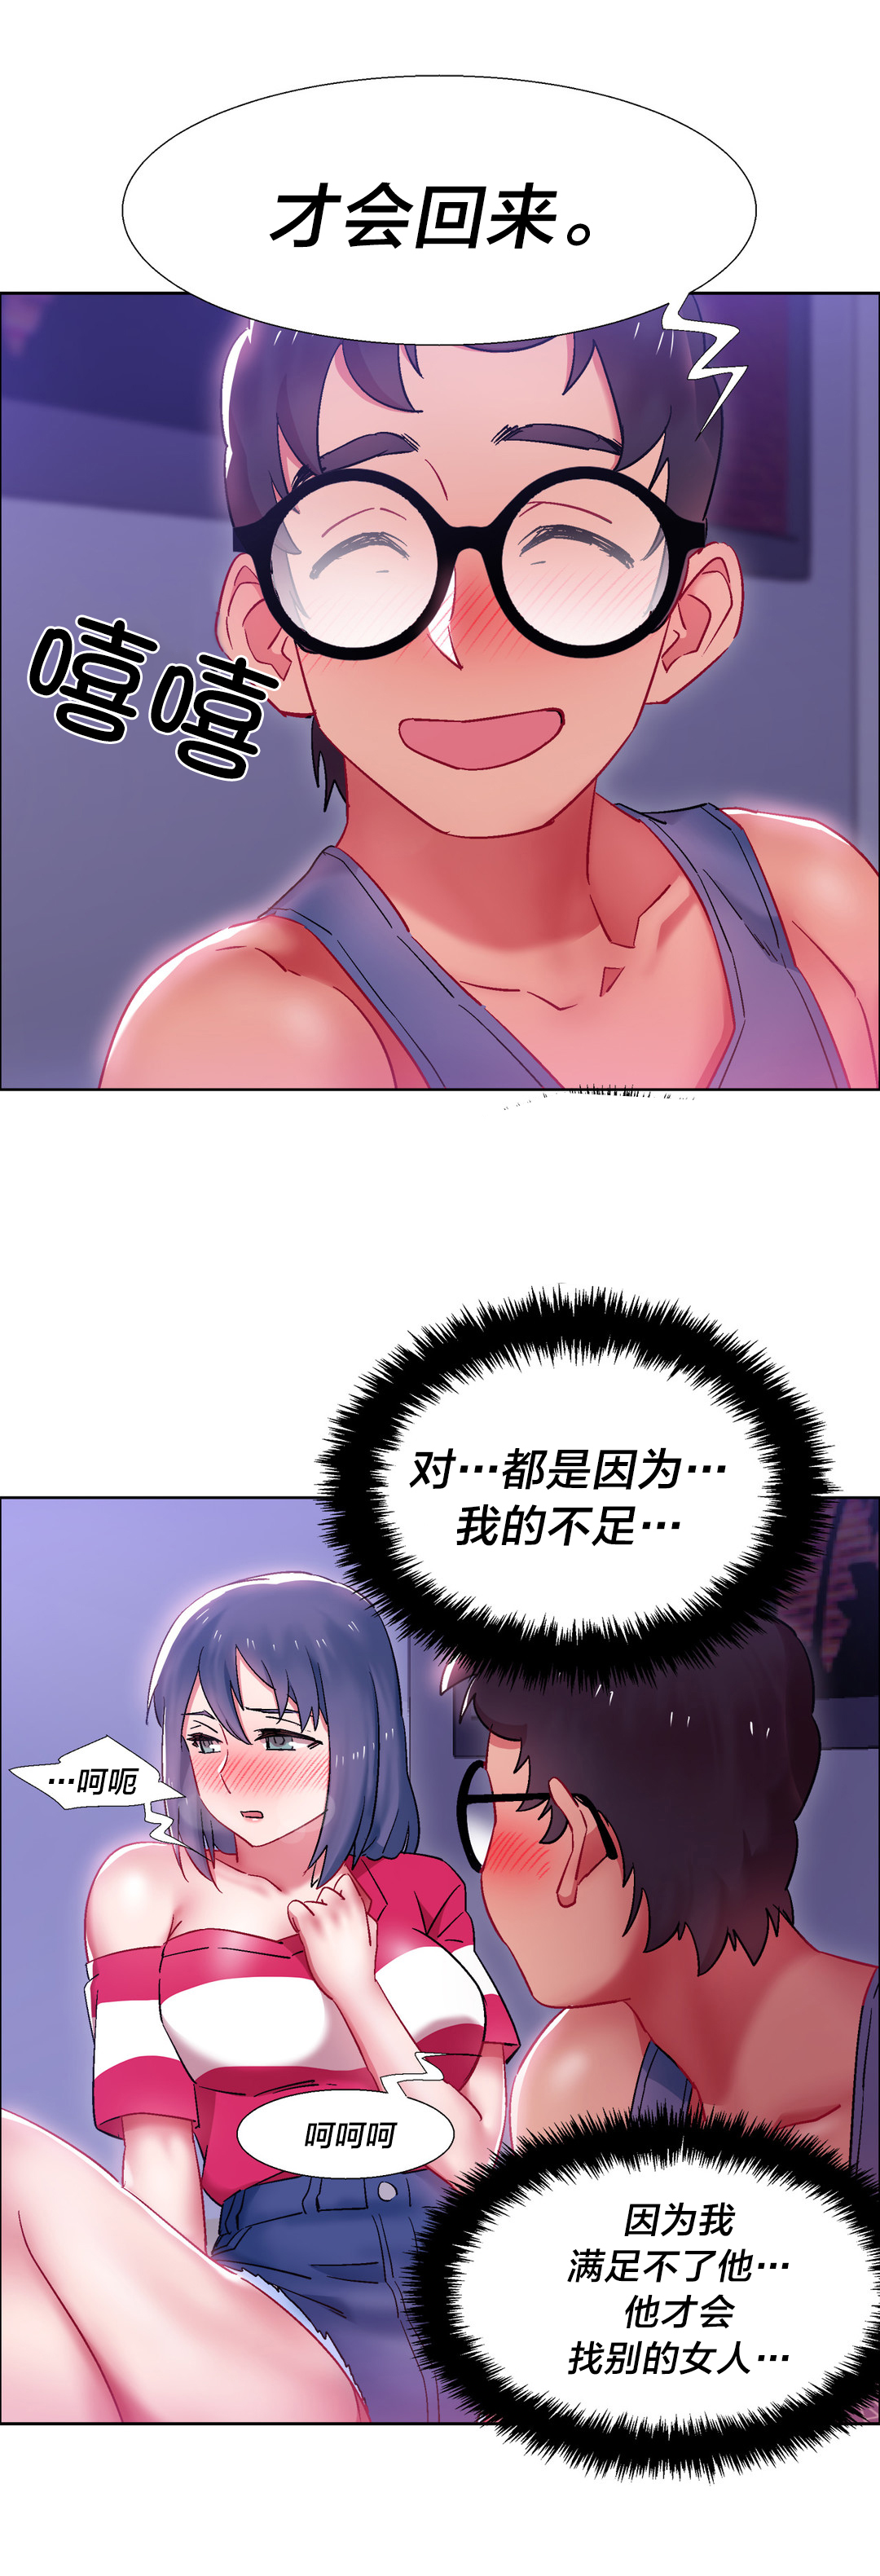 才会回来。
嘻嘻
对…都是因为…
我的不足…
…呵呃
呵呵呵
因为我
满足不了他…
他才会
找别的女人…